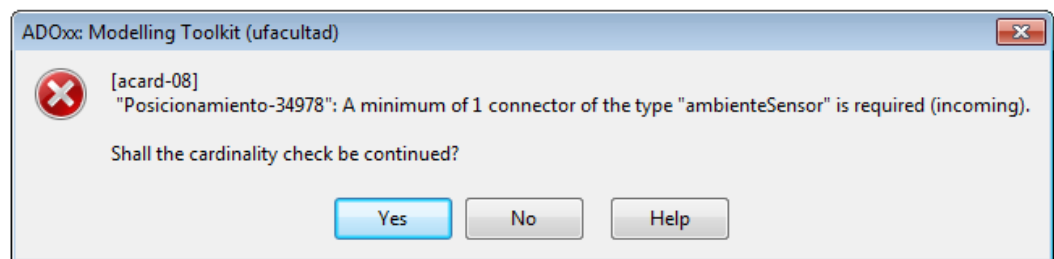 ADOxx: Modelling Toolkit (ufacultad)
[acard-08]
"Posicionamiento-34978": A minimum of 1 connector of the type "ambienteSensor" is required (incoming).
Shall the cardinality check be continued?
Yes No Help